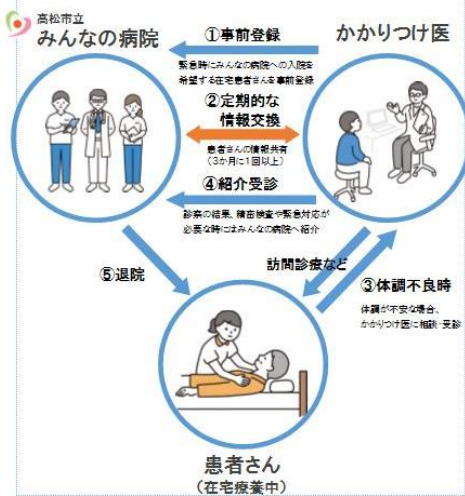 高松市立
みんなの病院
かかりつけ医
①事前登録
緊急時にみんなの病院への入院を
希望する在宅患者さんを事前登録
②定期的な
情報交換
患者さんの情報共有
（3か月に1回以上）
④紹介受診
診察の結果、精密検査や緊急対応が
必要な時にはみんなの病院へ紹介
⑤退院
訪問診療など
③体調不良時
体調が不安な場合、
かかりつけ医に相談・受診
患者さん
（在宅療養中）